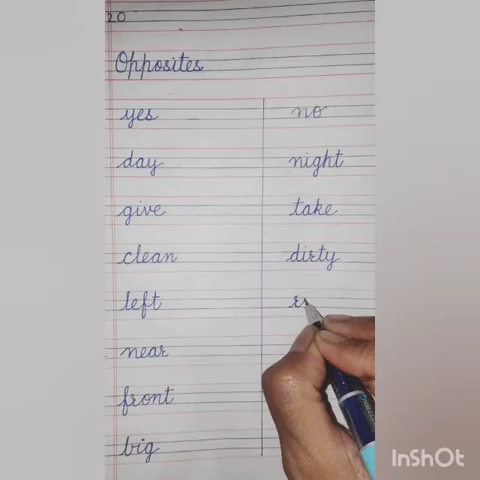 20
Opposites
yes no
day night
give take
clean dirty
left
near
front
big
InShOt